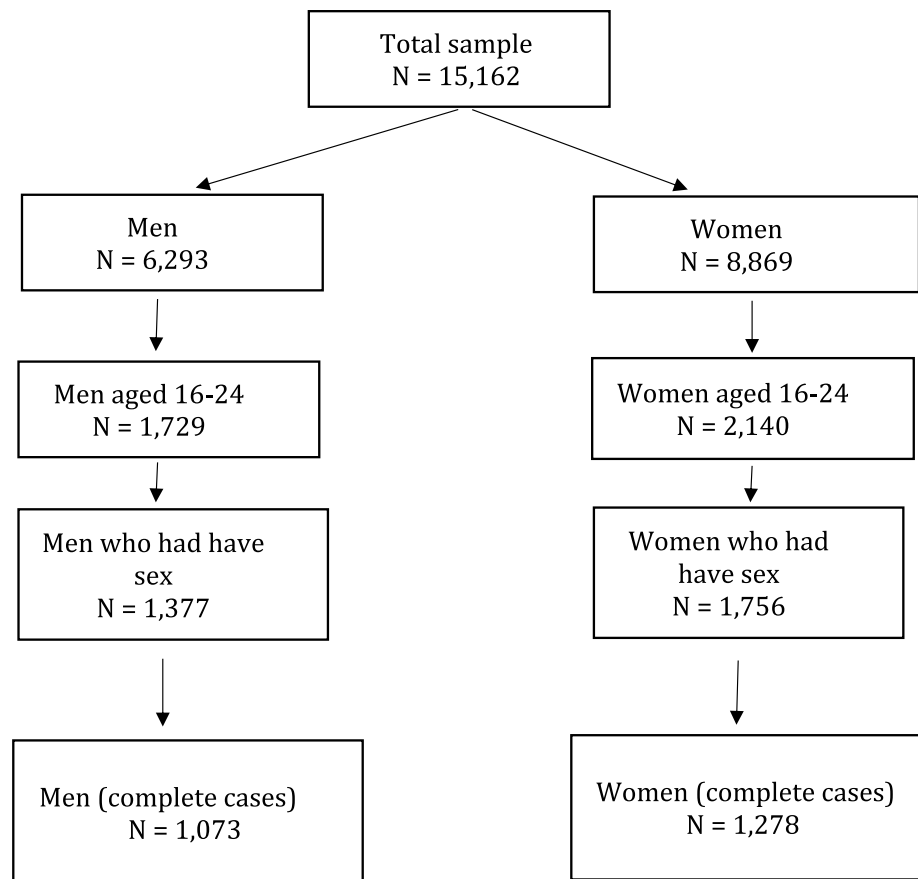 Total sample
N = 15,162
Men
N = 6,293
Women
N = 8,869
Men aged 16-24
N = 1,729
Women aged 16-24
N = 2,140
Men who had have
sex
N = 1,377
Women who had
have sex
N = 1,756
Men (complete cases)
N = 1,073
Women (complete cases)
N = 1,278